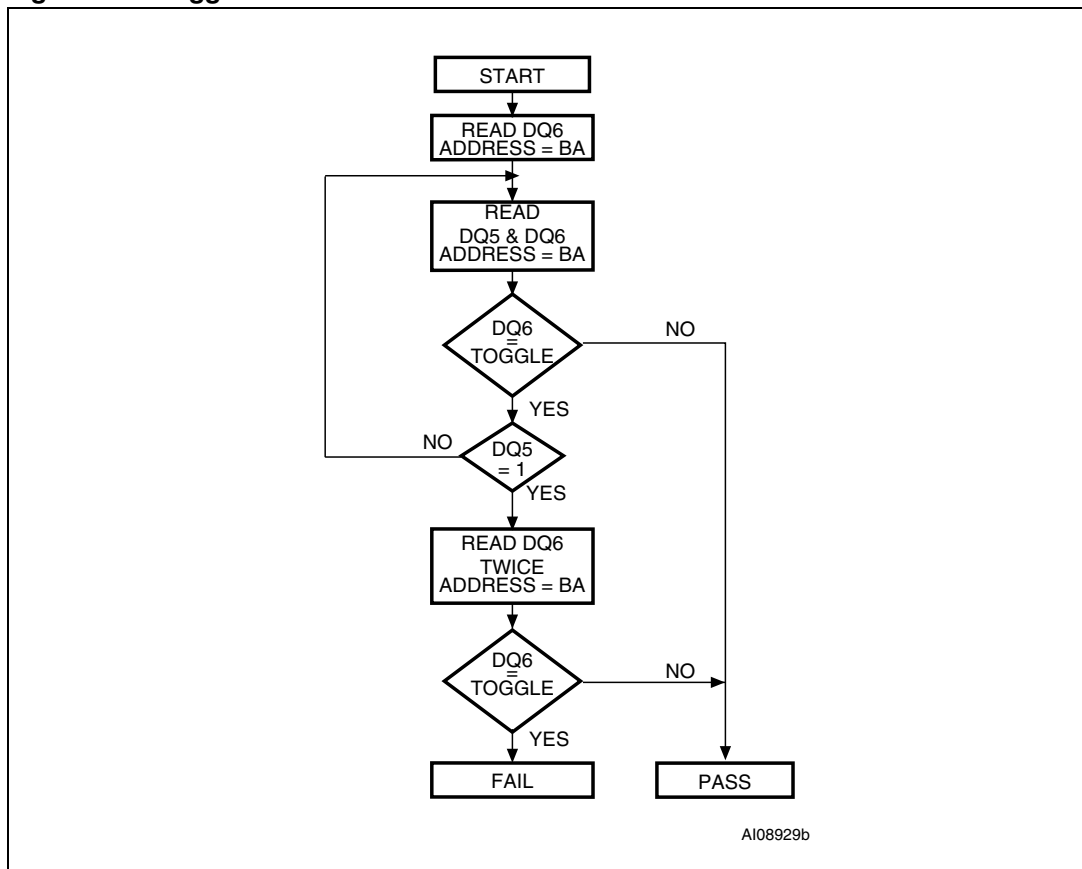 START
READ DQ6
ADDRESS = BA
READ
DQ5 & DQ6
ADDRESS = BA
DQ6
=
TOGGLE
NO
YES
NO
DQ5
= 1
YES
READ DQ6
TWICE
ADDRESS = BA
DQ6
=
TOGGLE
NO
YES
FAIL
PASS
AI08929b